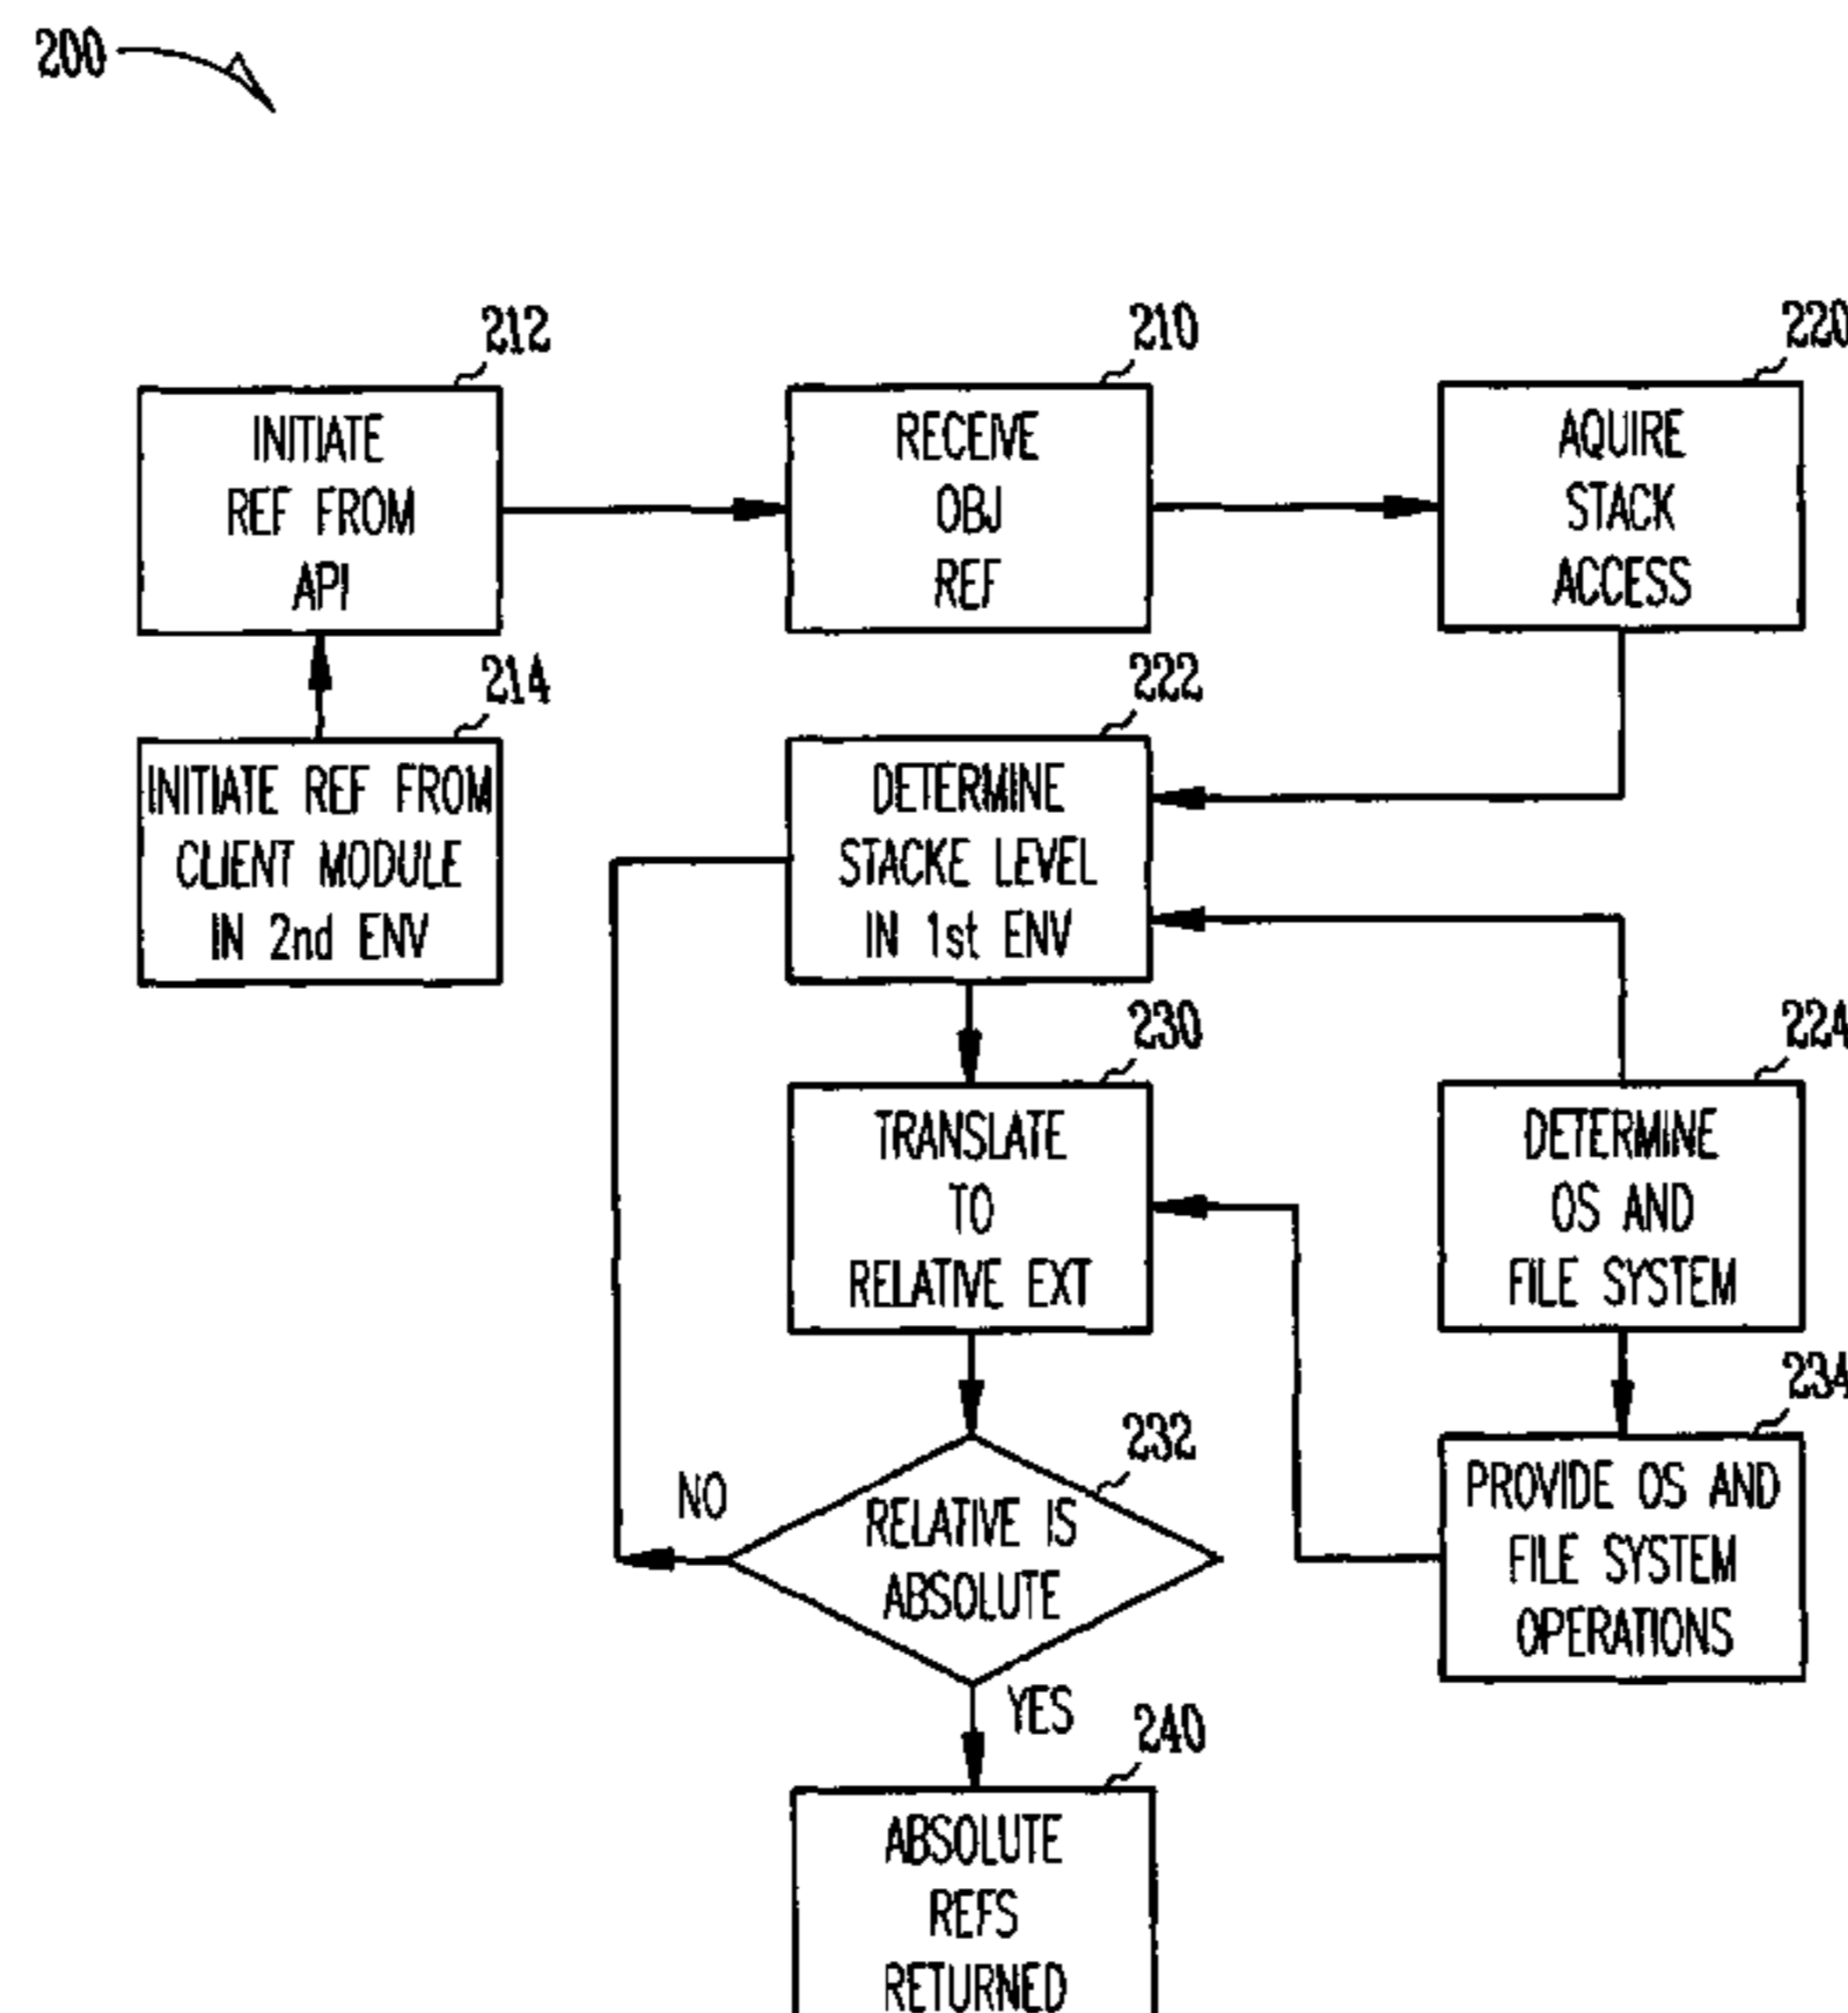 200
212
INITIATE
REF FROM
API
210
RECEIVE
OBJ
REF
220
AQUIRE
STACK
ACCESS
214
INITIATE REF FROM
CLIENT MODULE
IN 2nd ENV
222
DETERMINE
STACKE LEVEL
IN 1st ENV
230
TRANSLATE
TO
RELATIVE EXT
224
DETERMINE
OS AND
FILE SYSTEM
232
RELATIVE IS
ABSOLUTE
NO
YES
234
PROVIDE OS AND
FILE SYSTEM
OPERATIONS
240
ABSOLUTE
REFS
RETURNED